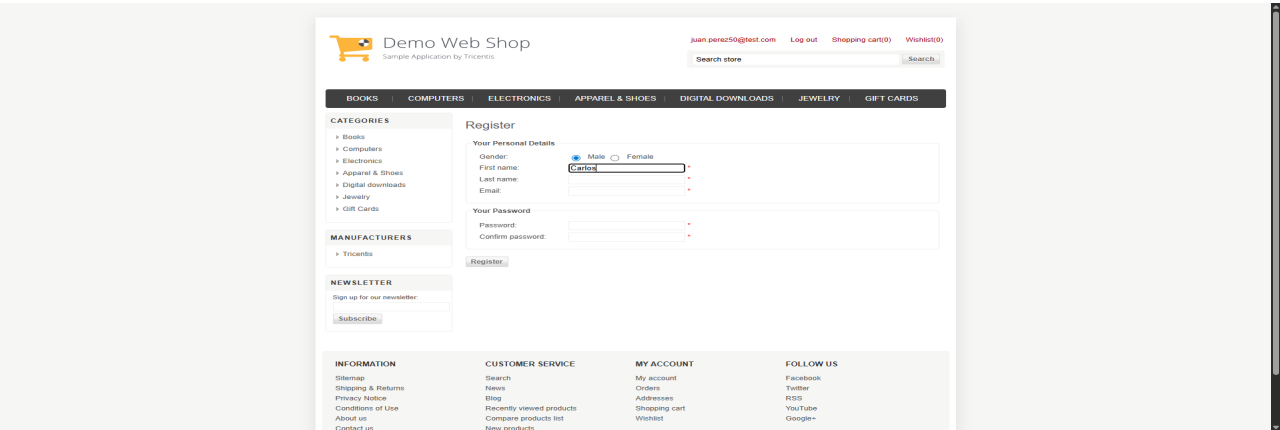 Demo Web Shop
Sample Application by Tricentis
juan.perez50@test.com Log out Shopping cart(0) Wishlist(0)
Search store Search
BOOKS COMPUTERS ELECTRONICS APPAREL & SHOES DIGITAL DOWNLOADS JEWELRY GIFT CARDS
CATEGORIES
Books
Computers
Electronics
Apparel & Shoes
Digital downloads
Jewelry
Gift Cards
MANUFACTURERS
Tricentis
NEWSLETTER
Sign up for our newsletter:
Subscribe
Register
Your Personal Details
Gender: Male Female
First name: Carlos *
Last name: *
Email: *
Your Password
Password: *
Confirm password: *
Register
INFORMATION
Sitemap
Shipping & Returns
Privacy Notice
Conditions of Use
About us
Contact us
CUSTOMER SERVICE
Search
News
Blog
Recently viewed products
Compare products list
New products
MY ACCOUNT
My account
Orders
Addresses
Shopping cart
Wishlist
FOLLOW US
Facebook
Twitter
RSS
YouTube
Google+